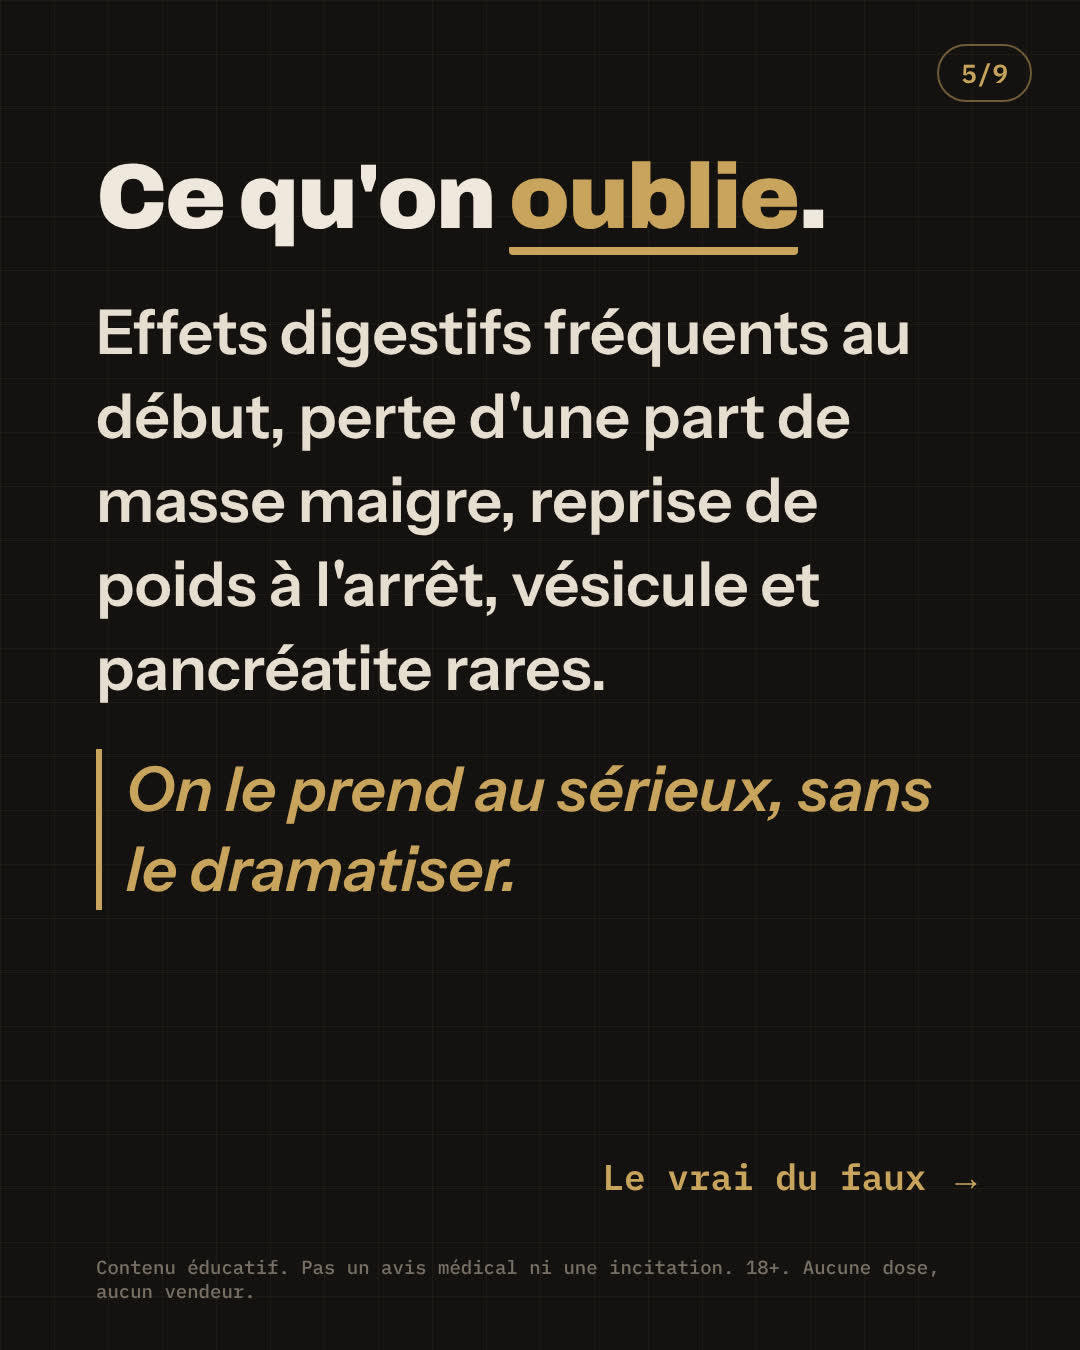 5/9
Ce qu'on oublie.
Effets digestifs fréquents au
début, perte d'une part de
masse maigre, reprise de
poids à l'arrêt, vésicule et
pancréatite rares.
On le prend au sérieux, sans
le dramatiser.
Le vrai du faux →
Contenu éducatif. Pas un avis médical ni une incitation. 18+. Aucune dose,
aucun vendeur.